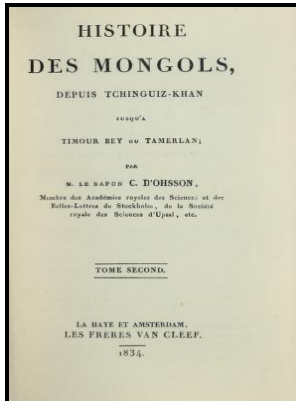 HISTOIRE
DES MONGOLS,
DEPUIS TCHINGUIZ-KHAN
JUSQU'A
TIMOUR BEY OU TAMERLAN;
PAR
M. LE BARON C. D'OHSSON,
Membre des Académies royales des Sciences et des
Belles-Lettres de Stockholm, de la Société
royale des Sciences d'Upsal, etc.
TOME SECOND.
LA HAYE ET AMSTERDAM,
LES FRERES VAN CLEEF.
1834.